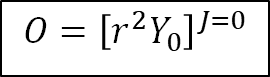 O = [r²Y₀]ᴶ⁼⁰